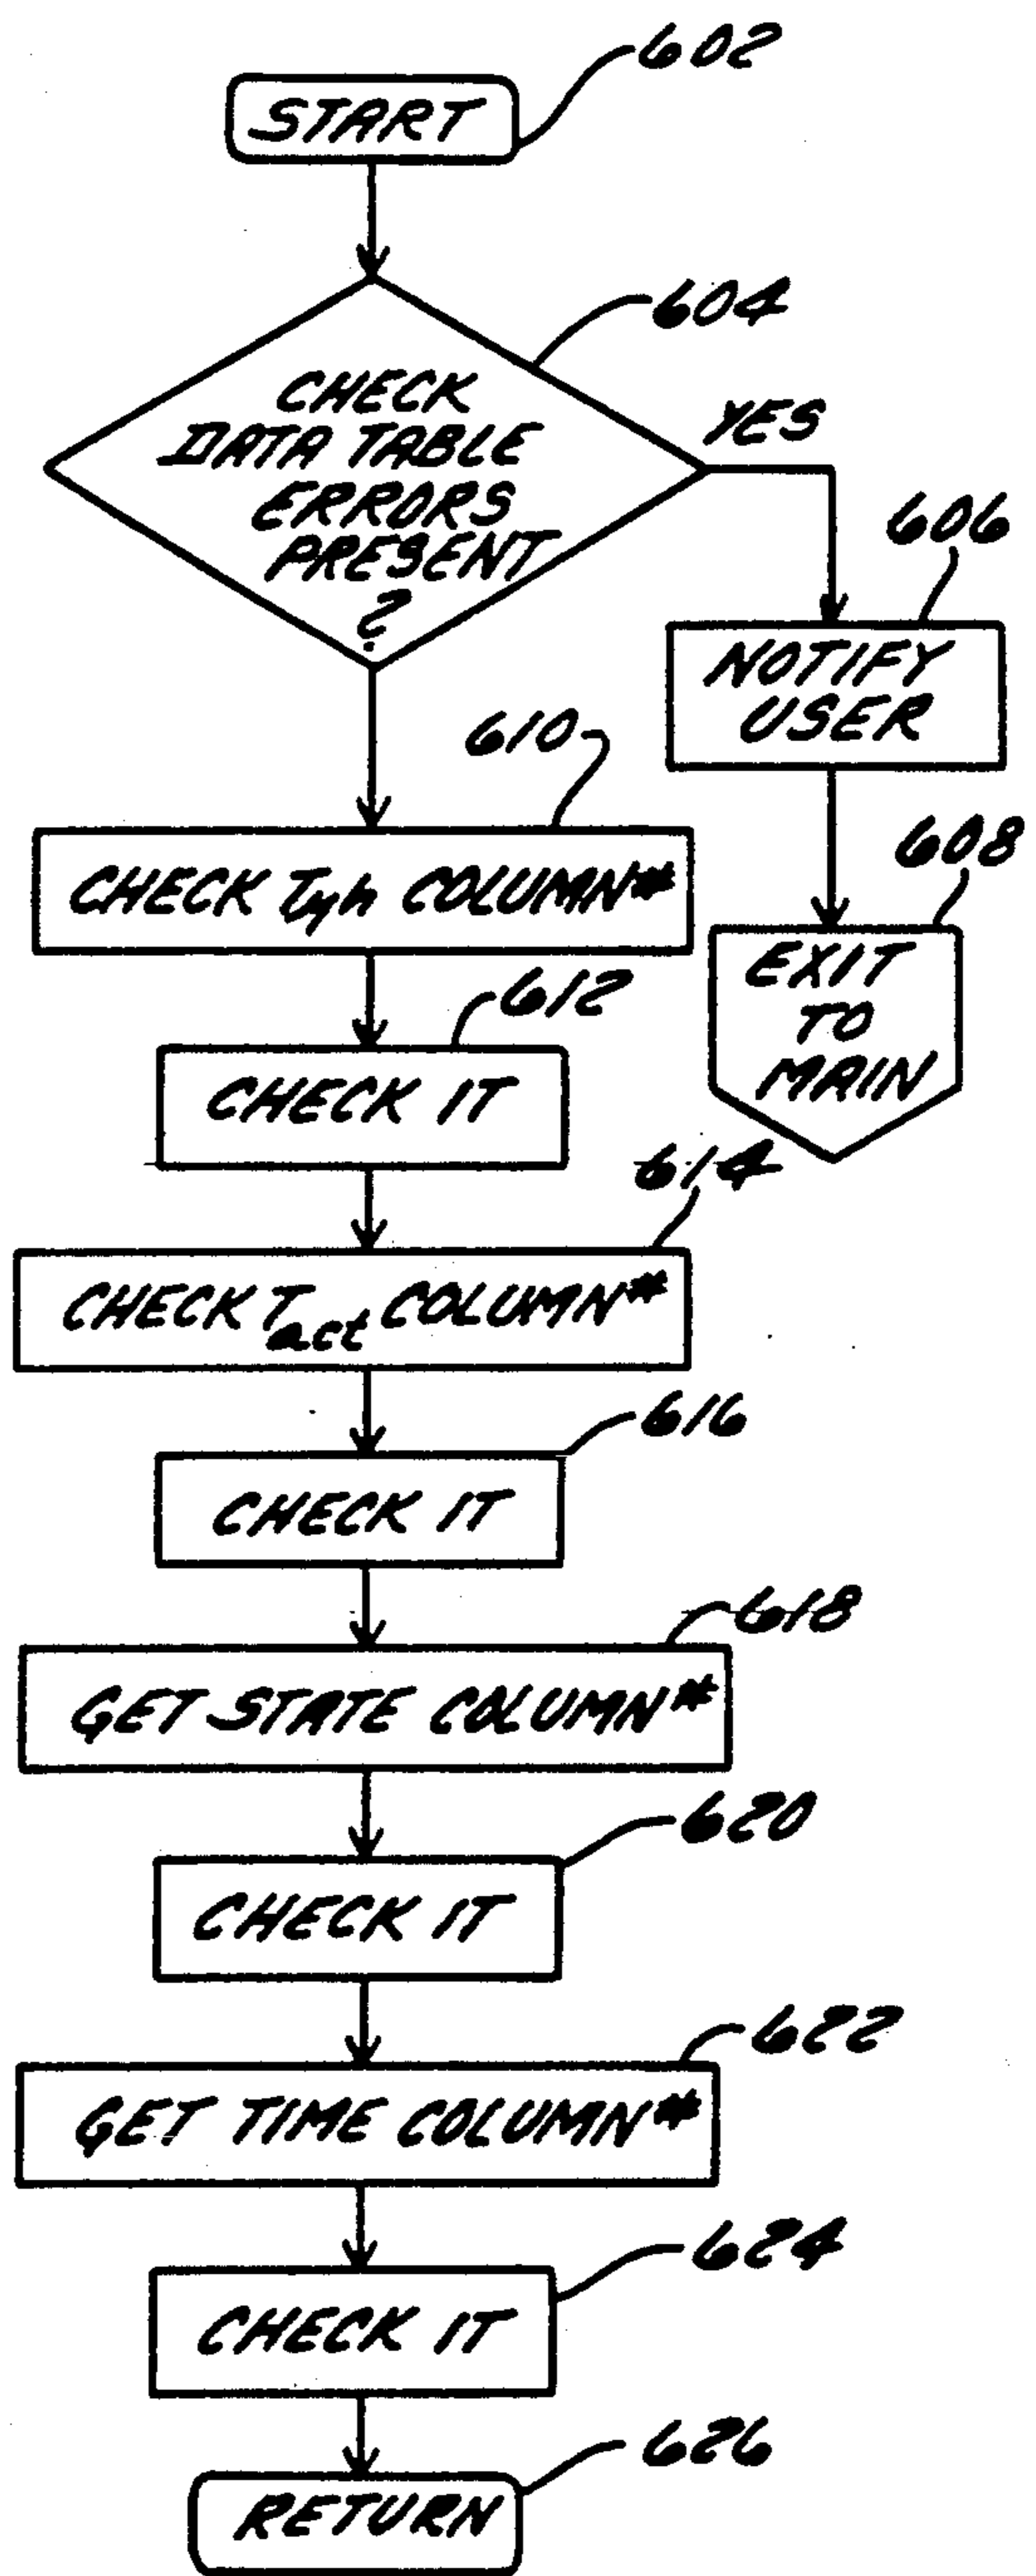 602
START
604
CHECK
DATA TABLE
ERRORS
PRESENT
?
YES
606
NOTIFY
USER
608
EXIT
TO
MAIN
610
CHECK COLUMN#
612
CHECK IT
614
CHECK Tact COLUMN#
616
CHECK IT
618
GET STATE COLUMN#
620
CHECK IT
622
GET TIME COLUMN#
624
CHECK IT
626
RETURN